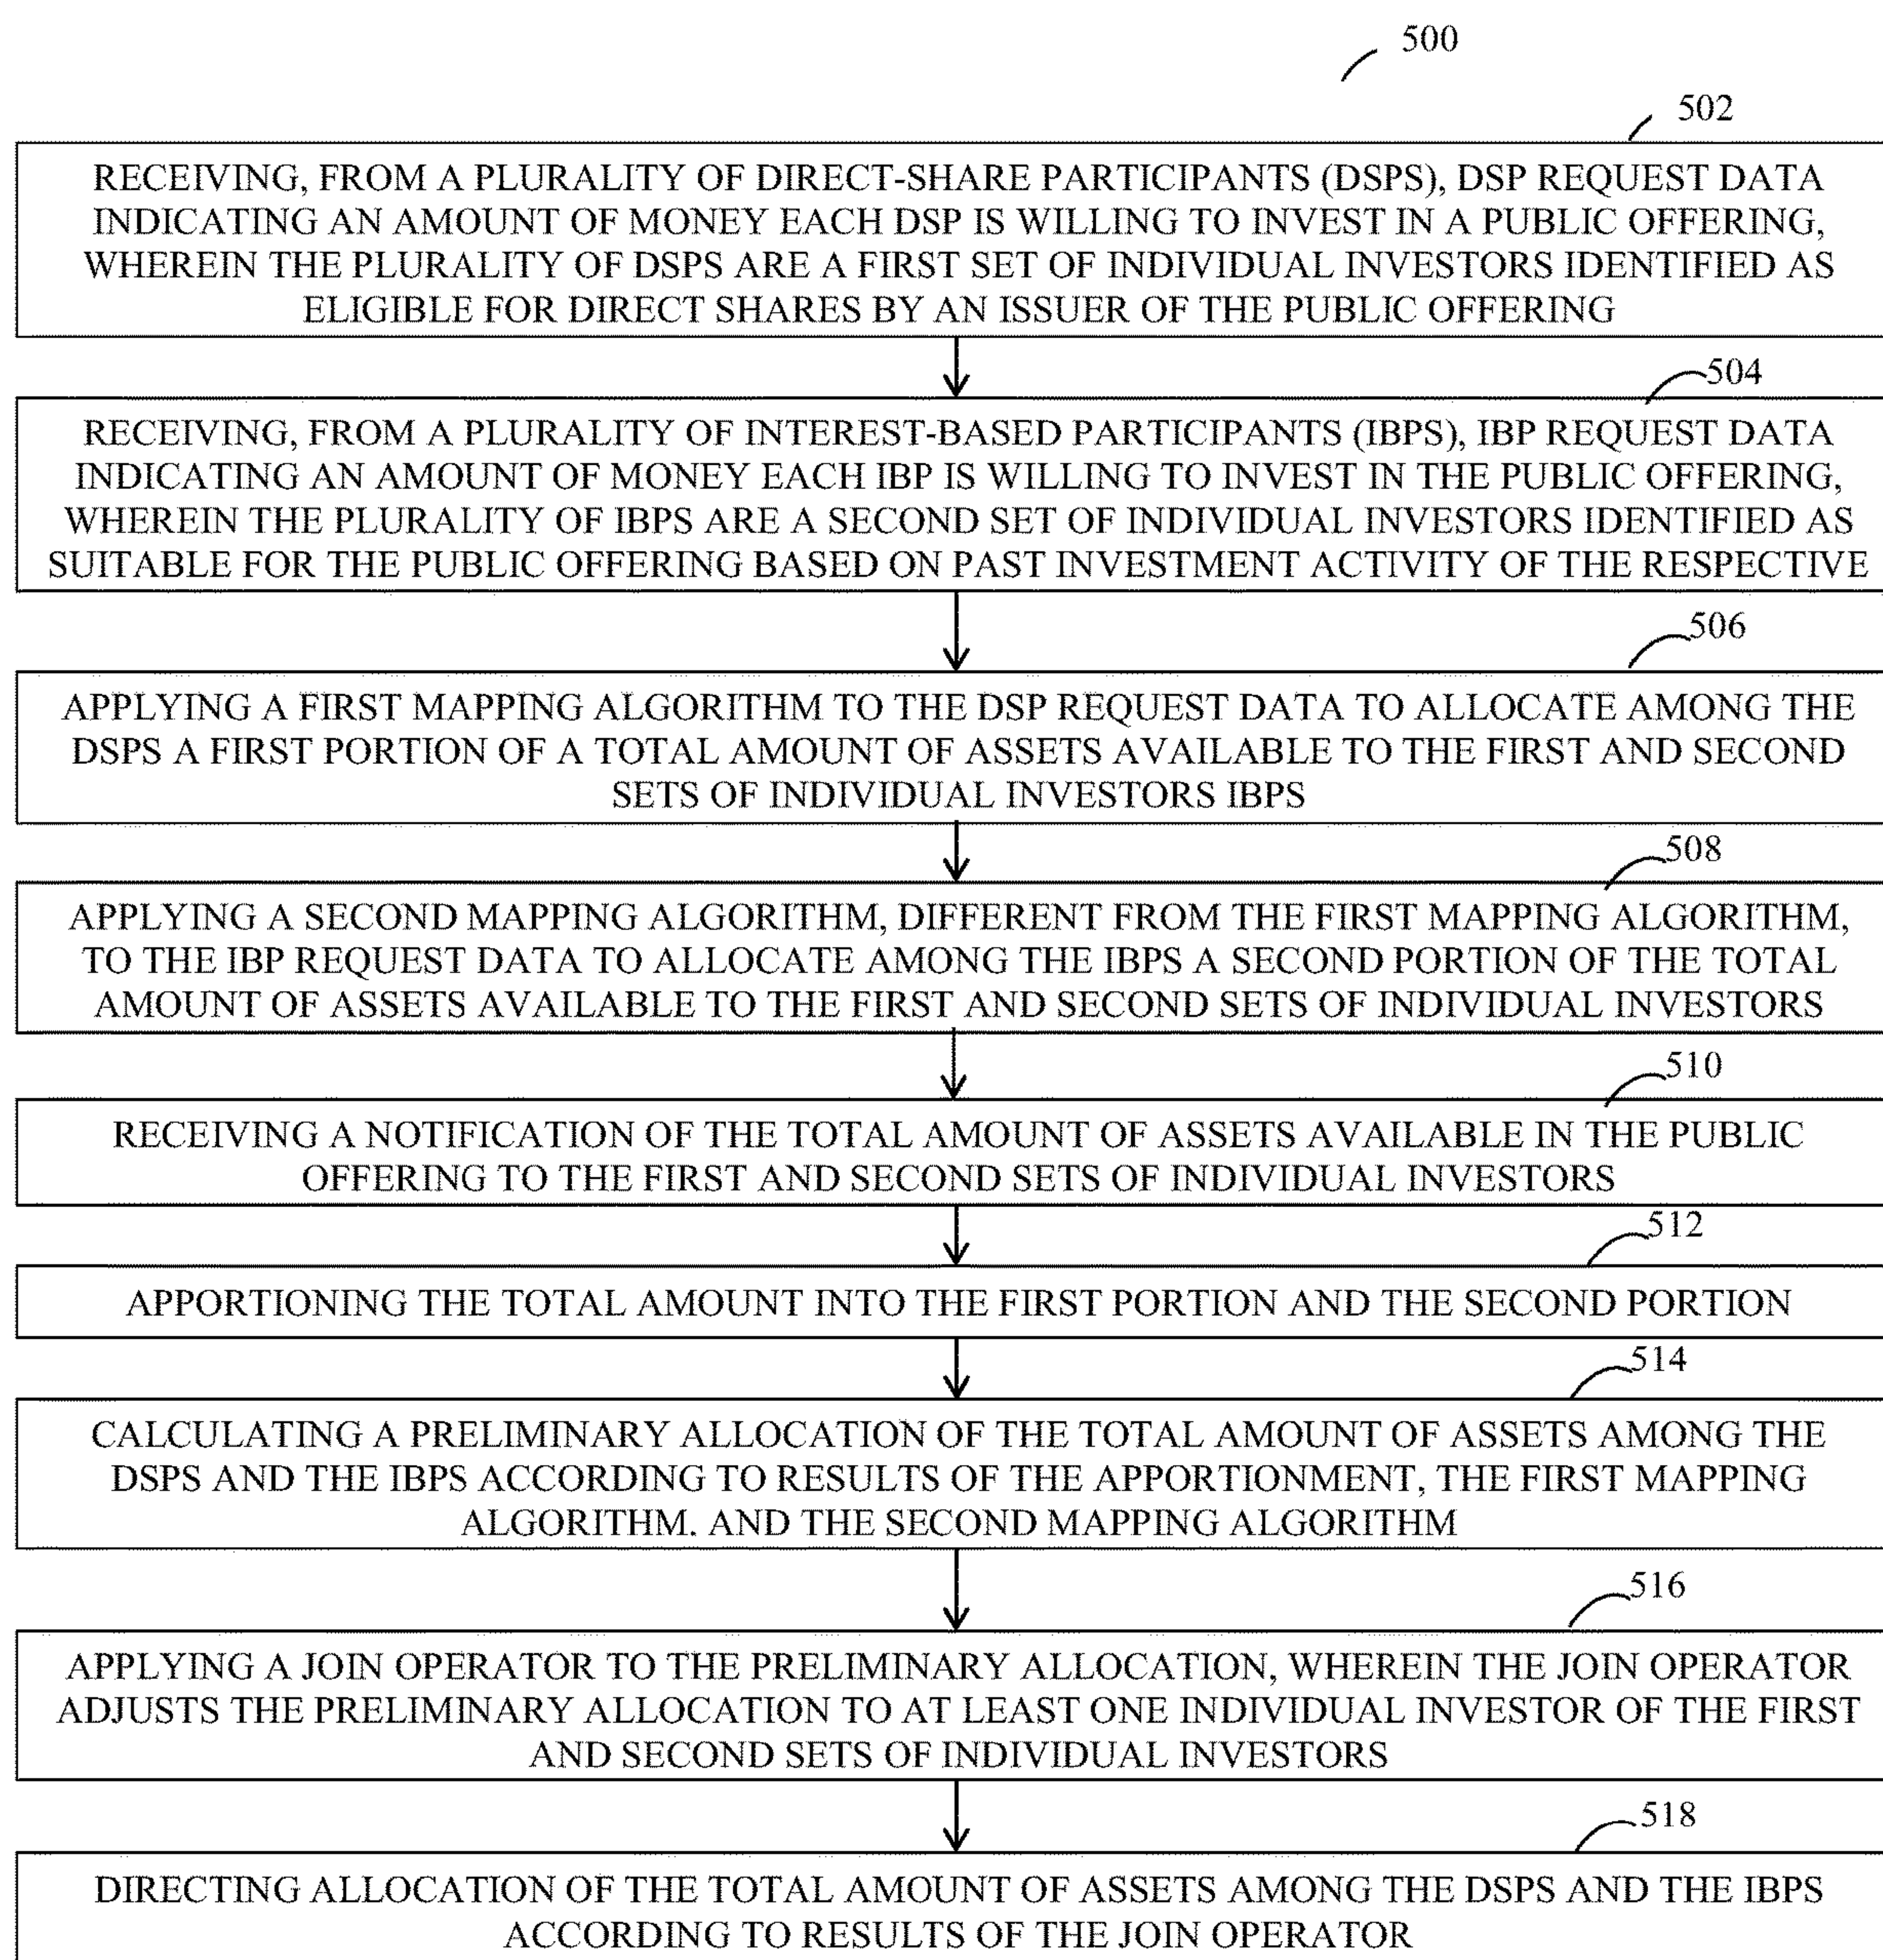 500
502
RECEIVING, FROM A PLURALITY OF DIRECT-SHARE PARTICIPANTS (DSPS), DSP REQUEST DATA
INDICATING AN AMOUNT OF MONEY EACH DSP IS WILLING TO INVEST IN A PUBLIC OFFERING,
WHEREIN THE PLURALITY OF DSPS ARE A FIRST SET OF INDIVIDUAL INVESTORS IDENTIFIED AS
ELIGIBLE FOR DIRECT SHARES BY AN ISSUER OF THE PUBLIC OFFERING
504
RECEIVING, FROM A PLURALITY OF INTEREST-BASED PARTICIPANTS (IBPS), IBP REQUEST DATA
INDICATING AN AMOUNT OF MONEY EACH IBP IS WILLING TO INVEST IN THE PUBLIC OFFERING,
WHEREIN THE PLURALITY OF IBPS ARE A SECOND SET OF INDIVIDUAL INVESTORS IDENTIFIED AS
SUITABLE FOR THE PUBLIC OFFERING BASED ON PAST INVESTMENT ACTIVITY OF THE RESPECTIVE
506
APPLYING A FIRST MAPPING ALGORITHM TO THE DSP REQUEST DATA TO ALLOCATE AMONG THE
DSPS A FIRST PORTION OF A TOTAL AMOUNT OF ASSETS AVAILABLE TO THE FIRST AND SECOND
SETS OF INDIVIDUAL INVESTORS IBPS
508
APPLYING A SECOND MAPPING ALGORITHM, DIFFERENT FROM THE FIRST MAPPING ALGORITHM,
TO THE IBP REQUEST DATA TO ALLOCATE AMONG THE IBPS A SECOND PORTION OF THE TOTAL
AMOUNT OF ASSETS AVAILABLE TO THE FIRST AND SECOND SETS OF INDIVIDUAL INVESTORS
510
RECEIVING A NOTIFICATION OF THE TOTAL AMOUNT OF ASSETS AVAILABLE IN THE PUBLIC
OFFERING TO THE FIRST AND SECOND SETS OF INDIVIDUAL INVESTORS
512
APPORTIONING THE TOTAL AMOUNT INTO THE FIRST PORTION AND THE SECOND PORTION
514
CALCULATING A PRELIMINARY ALLOCATION OF THE TOTAL AMOUNT OF ASSETS AMONG THE
DSPS AND THE IBPS ACCORDING TO RESULTS OF THE APPORTIONMENT, THE FIRST MAPPING
ALGORITHM, AND THE SECOND MAPPING ALGORITHM
516
APPLYING A JOIN OPERATOR TO THE PRELIMINARY ALLOCATION, WHEREIN THE JOIN OPERATOR
ADJUSTS THE PRELIMINARY ALLOCATION TO AT LEAST ONE INDIVIDUAL INVESTOR OF THE FIRST
AND SECOND SETS OF INDIVIDUAL INVESTORS
518
DIRECTING ALLOCATION OF THE TOTAL AMOUNT OF ASSETS AMONG THE DSPS AND THE IBPS
ACCORDING TO RESULTS OF THE JOIN OPERATOR